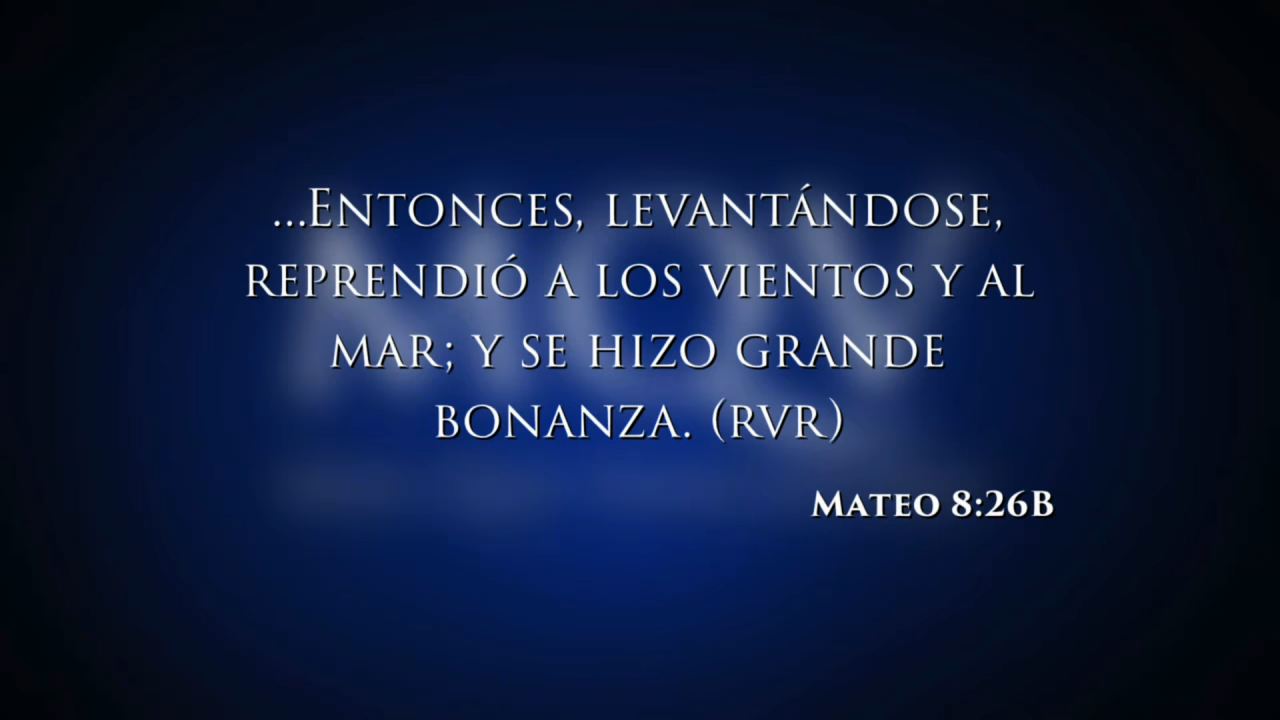 ...Entonces, levantándose,
reprendió a los vientos y al
mar; y se hizo grande
bonanza. (rvr)
Mateo 8:26b